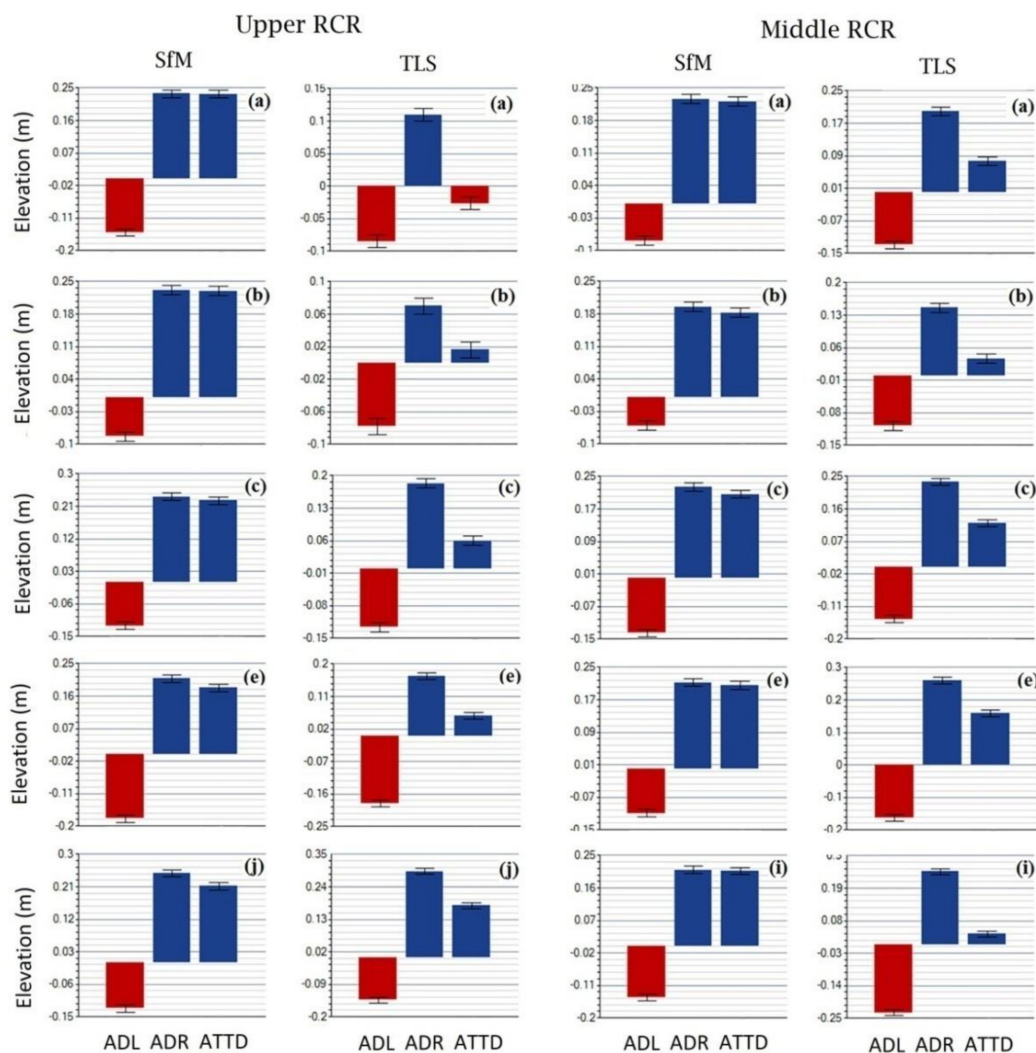 Upper RCR Middle RCR
SfM TLS SfM TLS
Elevation (m)
0.25 0.16 0.07 -0.02 -0.11 -0.2 (a)
0.15 0.1 0.05 0 -0.05 -0.1 (a)
0.25 0.18 0.11 0.04 -0.03 -0.1 (a)
0.25 0.17 0.09 0.01 -0.07 -0.15 (a)
Elevation (m)
0.25 0.18 0.11 0.04 -0.03 -0.1 (b)
0.1 0.06 0.02 -0.02 -0.06 -0.1 (b)
0.25 0.18 0.11 0.04 -0.03 -0.1 (b)
0.2 0.13 0.06 -0.01 -0.08 -0.15 (b)
Elevation (m)
0.3 0.21 0.12 0.03 -0.06 -0.15 (c)
0.2 0.13 0.06 -0.01 -0.08 -0.15 (c)
0.25 0.17 0.09 0.01 -0.07 -0.15 (c)
0.25 0.16 0.07 -0.02 -0.11 -0.2 (c)
Elevation (m)
0.25 0.16 0.07 -0.02 -0.11 -0.2 (e)
0.2 0.11 0.02 -0.07 -0.16 -0.25 (e)
0.25 0.17 0.09 0.01 -0.07 -0.15 (e)
0.3 0.2 0.1 0 -0.1 -0.2 (e)
Elevation (m)
0.3 0.21 0.12 0.03 -0.06 -0.15 (j)
0.35 0.24 0.13 0.02 -0.09 -0.2 (j)
0.25 0.16 0.07 -0.02 -0.11 -0.2 (i)
0.3 0.19 0.08 -0.03 -0.14 -0.25 (i)
ADL ADR ATTD ADL ADR ATTD ADL ADR ATTD ADL ADR ATTD